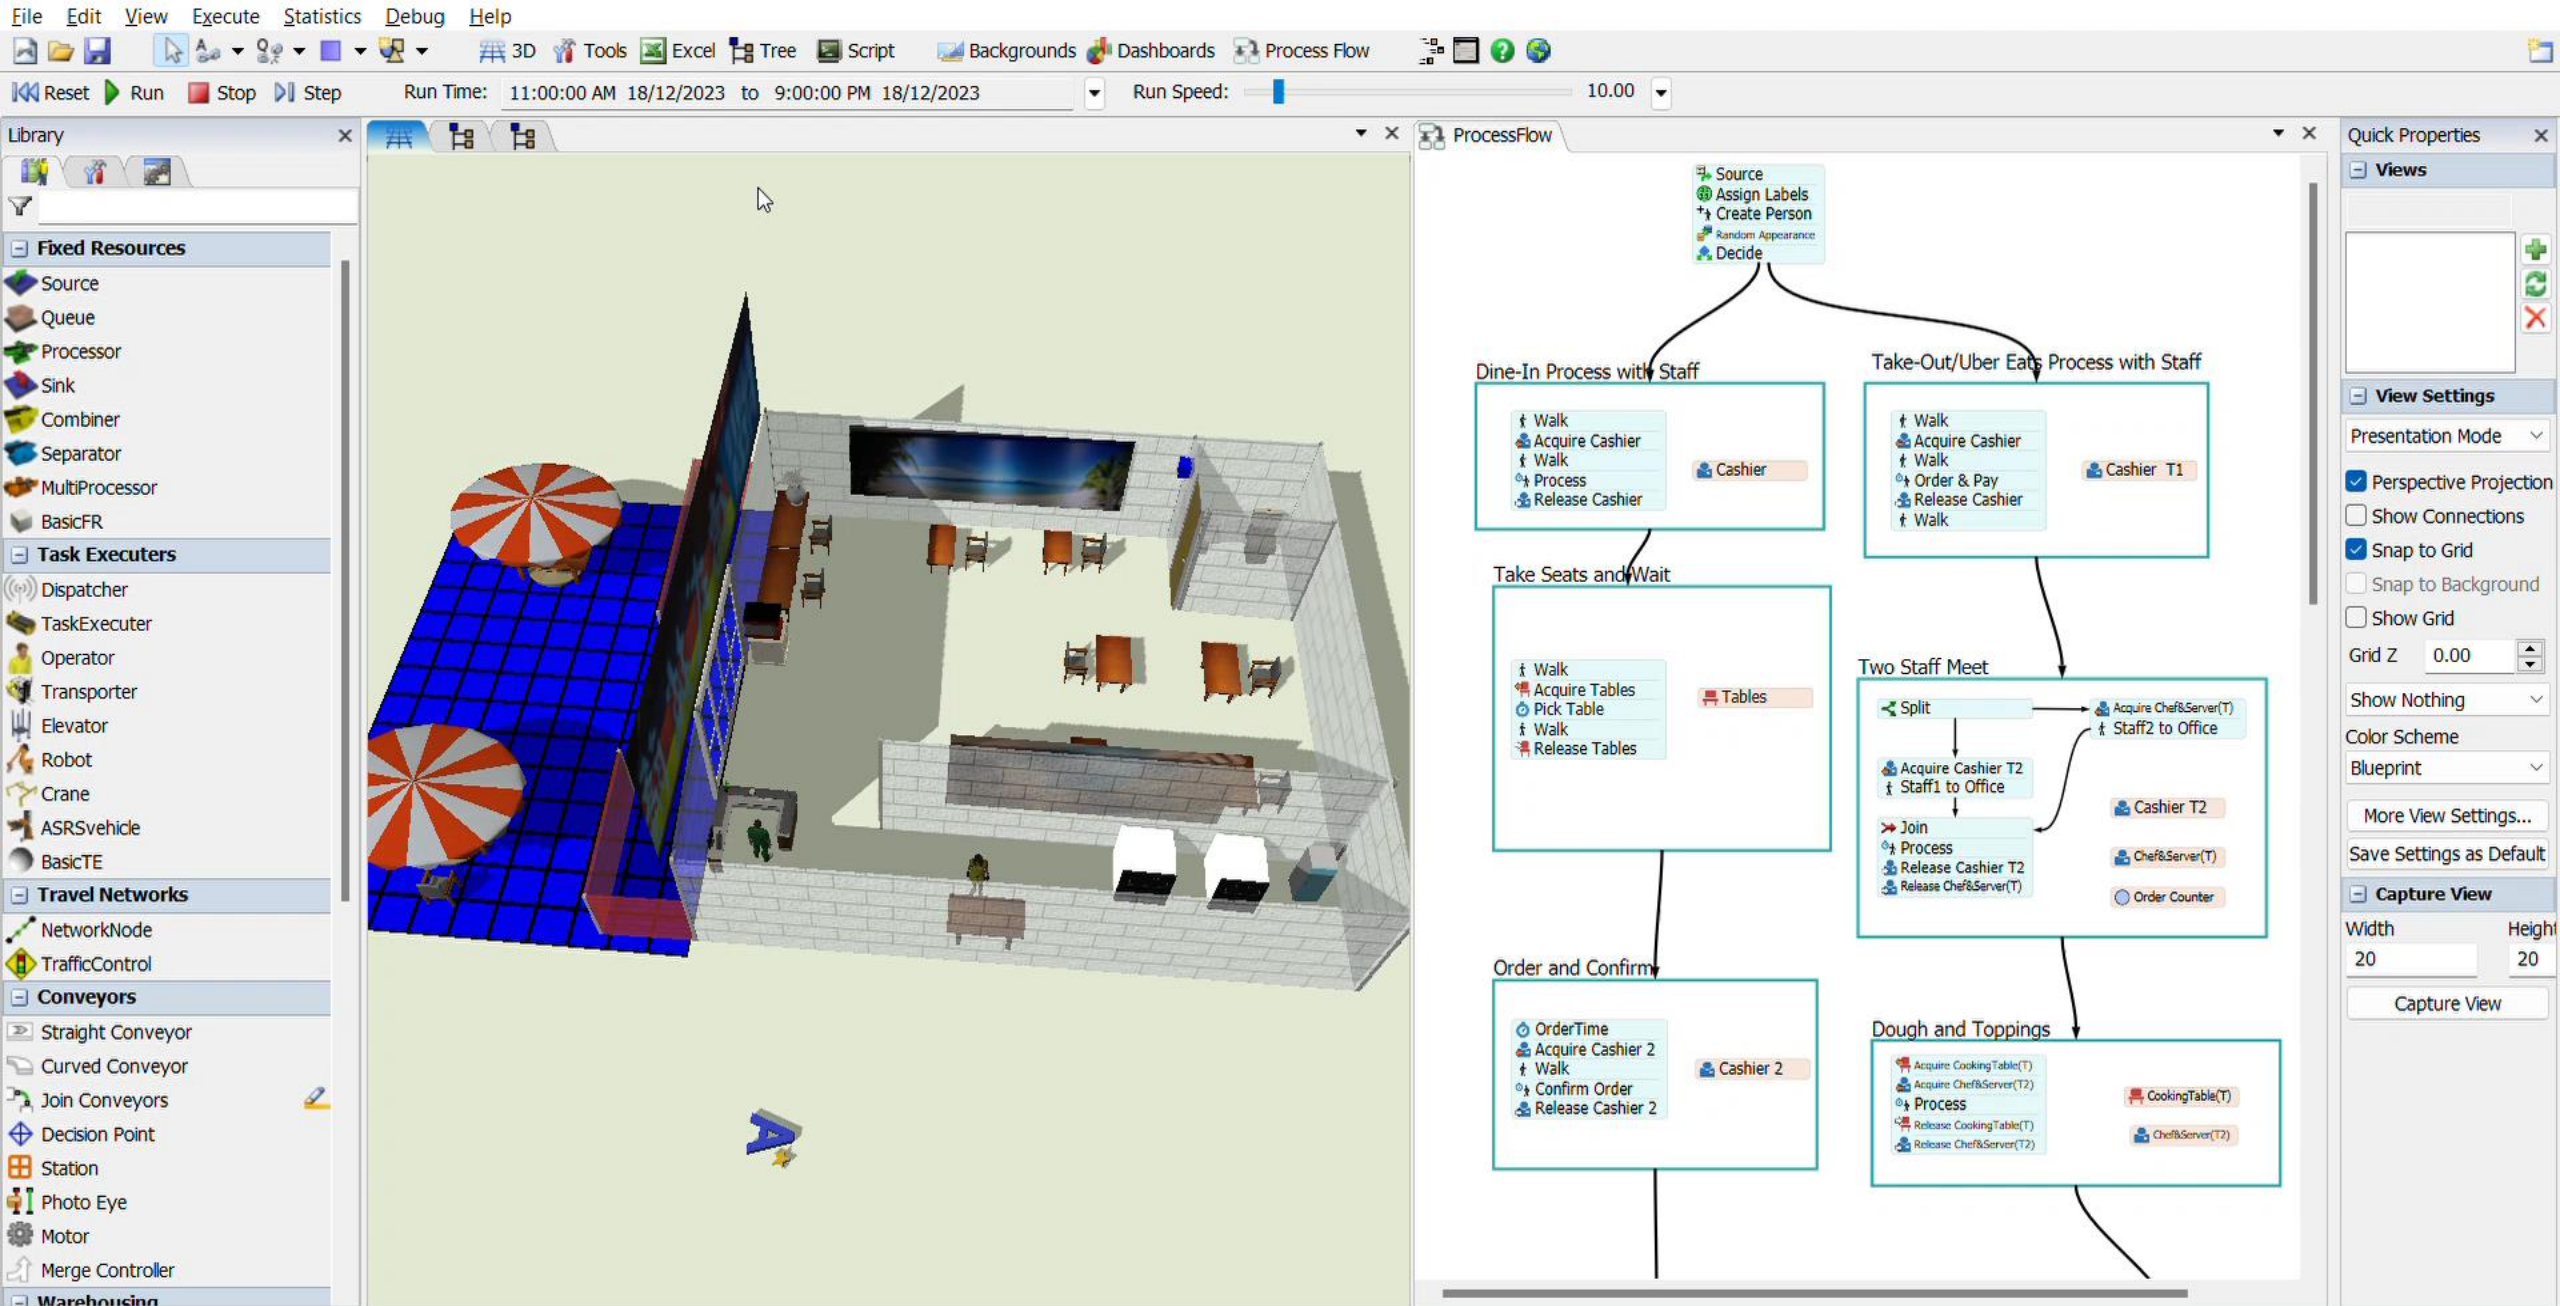 File Edit View Execute Statistics Debug Help
3D Tools Excel Tree Script Backgrounds Dashboards Process Flow
Reset Run Stop Step Run Time: 11:00:00 AM 18/12/2023 to 9:00:00 PM 18/12/2023 Run Speed: 10.00
Library
Fixed Resources
Source
Queue
Processor
Sink
Combiner
Separator
MultiProcessor
BasicFR
Task Executers
Dispatcher
TaskExecuter
Operator
Transporter
Elevator
Robot
Crane
ASRSvehicle
BasicTE
Travel Networks
NetworkNode
TrafficControl
Conveyors
Straight Conveyor
Curved Conveyor
Join Conveyors
Decision Point
Station
Photo Eye
Motor
Merge Controller
Warehousing
A
ProcessFlow
Source
Assign Labels
Create Person
Random Appearance
Decide
Dine-In Process with Staff
Walk
Acquire Cashier
Walk
Process
Release Cashier
Cashier
Take Seats and Wait
Walk
Acquire Tables
Pick Table
Walk
Release Tables
Tables
Order and Confirm
OrderTime
Acquire Cashier 2
Walk
Confirm Order
Release Cashier 2
Cashier 2
Take-Out/Uber Eats Process with Staff
Walk
Acquire Cashier
Walk
Order & Pay
Release Cashier
Walk
Cashier T1
Two Staff Meet
Split
Acquire Chef&Server(T)
Staff2 to Office
Acquire Cashier T2
Staff1 to Office
Join
Process
Release Cashier T2
Release Chef&Server(T)
Cashier T2
Chef&Server(T)
Order Counter
Dough and Toppings
Acquire CookingTable(T)
Acquire Chef&Server(T2)
Process
Release CookingTable(T)
Release Chef&Server(T2)
CookingTable(T)
Chef&Server(T2)
Quick Properties
Views
View Settings
Presentation Mode
Perspective Projection
Show Connections
Snap to Grid
Snap to Background
Show Grid
Grid Z 0.00
Show Nothing
Color Scheme
Blueprint
More View Settings...
Save Settings as Default
Capture View
Width Height
20 20
Capture View